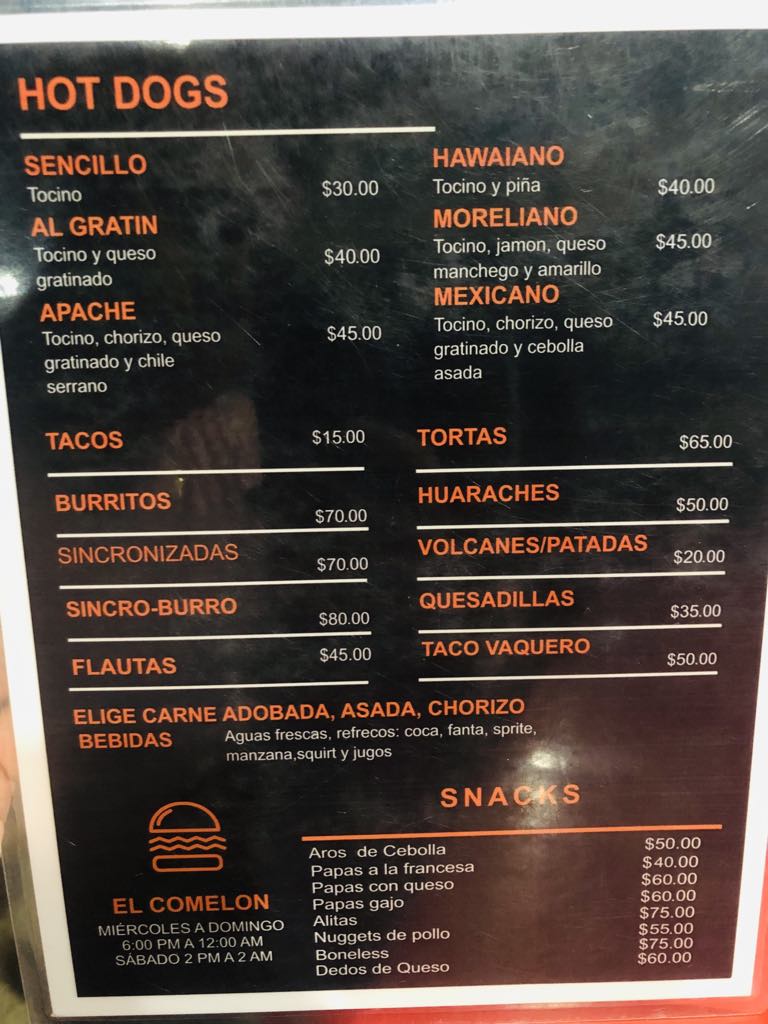 HOT DOGS
SENCILLO
Tocino $30.00
AL GRATIN
Tocino y queso $40.00
gratinado
APACHE
Tocino, chorizo, queso $45.00
gratinado y chile
serrano
HAWAIANO
Tocino y piña $40.00
MORELIANO
Tocino, jamon, queso $45.00
manchego y amarillo
MEXICANO
Tocino, chorizo, queso $45.00
gratinado y cebolla
asada
TACOS $15.00
BURRITOS $70.00
SINCRONIZADAS $70.00
SINCRO-BURRO $80.00
FLAUTAS $45.00
TORTAS $65.00
HUARACHES $50.00
VOLCANES/PATADAS $20.00
QUESADILLAS $35.00
TACO VAQUERO $50.00
ELIGE CARNE ADOBADA, ASADA, CHORIZO
BEBIDAS Aguas frescas, refrecos: coca, fanta, sprite,
manzana,squirt y jugos
SNACKS
Aros de Cebolla $50.00
Papas a la francesa $40.00
Papas con queso $60.00
Papas gajo $60.00
Alitas $75.00
Nuggets de pollo $55.00
Boneless $75.00
Dedos de Queso $60.00
EL COMELON
MIÉRCOLES A DOMINGO
6:00 PM A 12:00 AM
SÁBADO 2 PM A 2 AM